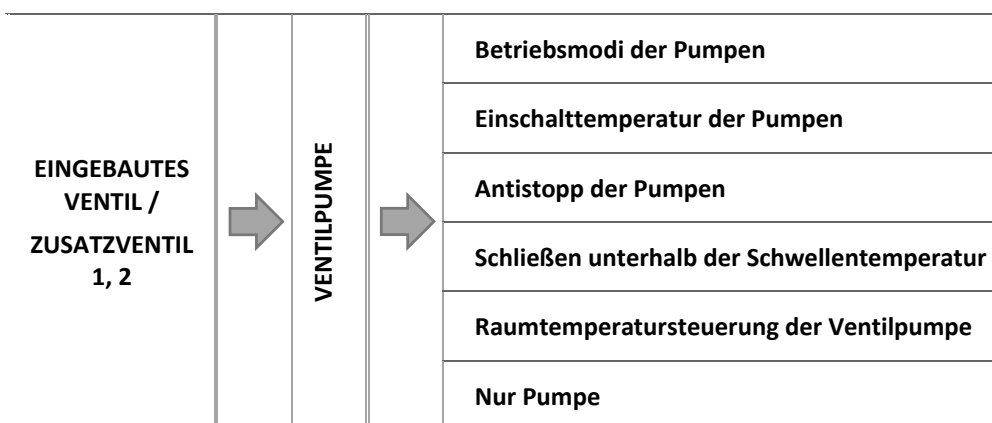 EINGEBAUTES
VENTIL /
ZUSATZVENTIL
1, 2
VENTILPUMPE
Betriebsmodi der Pumpen
Einschalttemperatur der Pumpen
Antistopp der Pumpen
Schließen unterhalb der Schwellentemperatur
Raumtemperatursteuerung der Ventilpumpe
Nur Pumpe